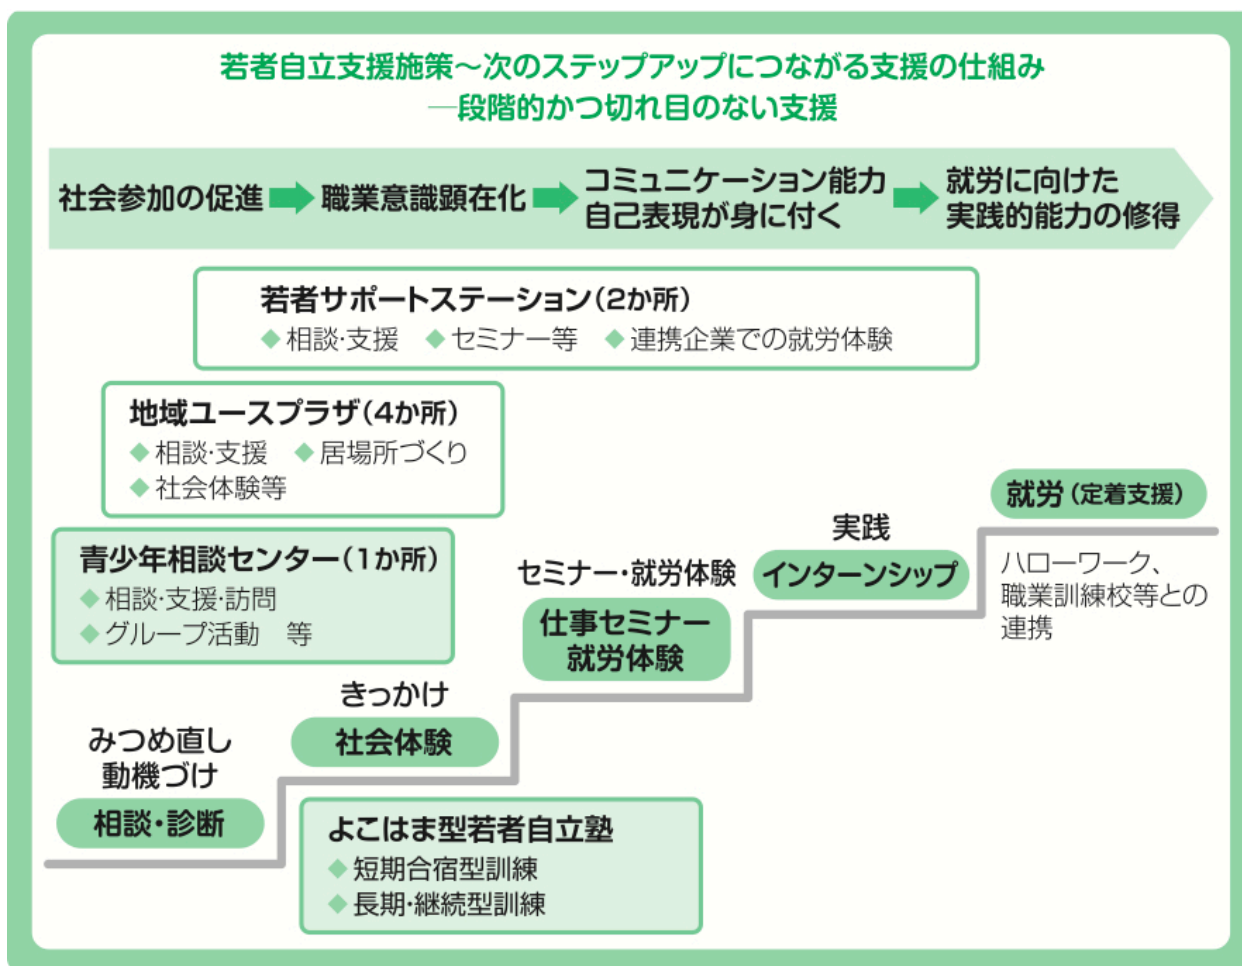 若者自立支援施策～次のステップアップにつながる支援の仕組み
―段階的かつ切れ目のない支援
社会参加の促進
職業意識顕在化
コミュニケーション能力
自己表現が身に付く
就労に向けた
実践的能力の修得
若者サポートステーション(2か所)
◆相談・支援 ◆セミナー等 ◆連携企業での就労体験
地域ユースプラザ(4か所)
◆相談・支援 ◆居場所づくり
◆社会体験等
青少年相談センター(1か所)
◆相談・支援・訪問
◆グループ活動 等
みつめ直し
動機づけ
相談・診断
きっかけ
社会体験
セミナー・就労体験
仕事セミナー
就労体験
実践
インターンシップ
就労(定着支援)
ハローワーク、
職業訓練校等との
連携
よこはま型若者自立塾
◆短期合宿型訓練
◆長期・継続型訓練